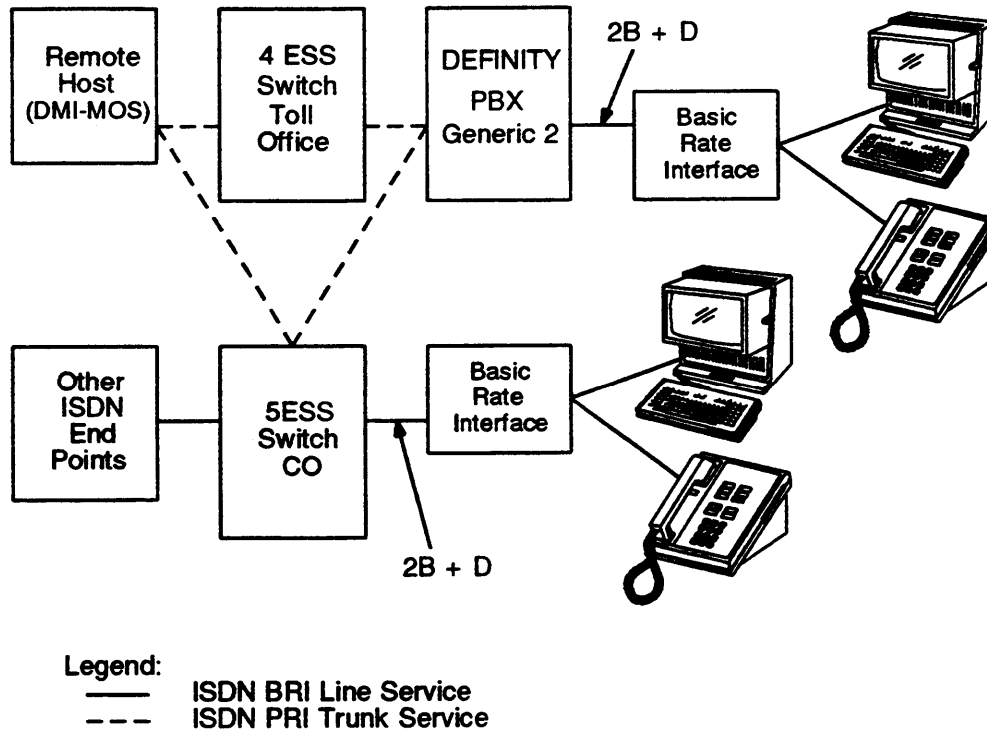 Remote
Host
(DMI-MOS)
4 ESS
Switch
Toll
Office
DEFINITY
PBX
Generic 2
2B + D
Basic
Rate
Interface
Other
ISDN
End
Points
5ESS
Switch
CO
Basic
Rate
Interface
2B + D
Legend:
ISDN BRI Line Service
ISDN PRI Trunk Service